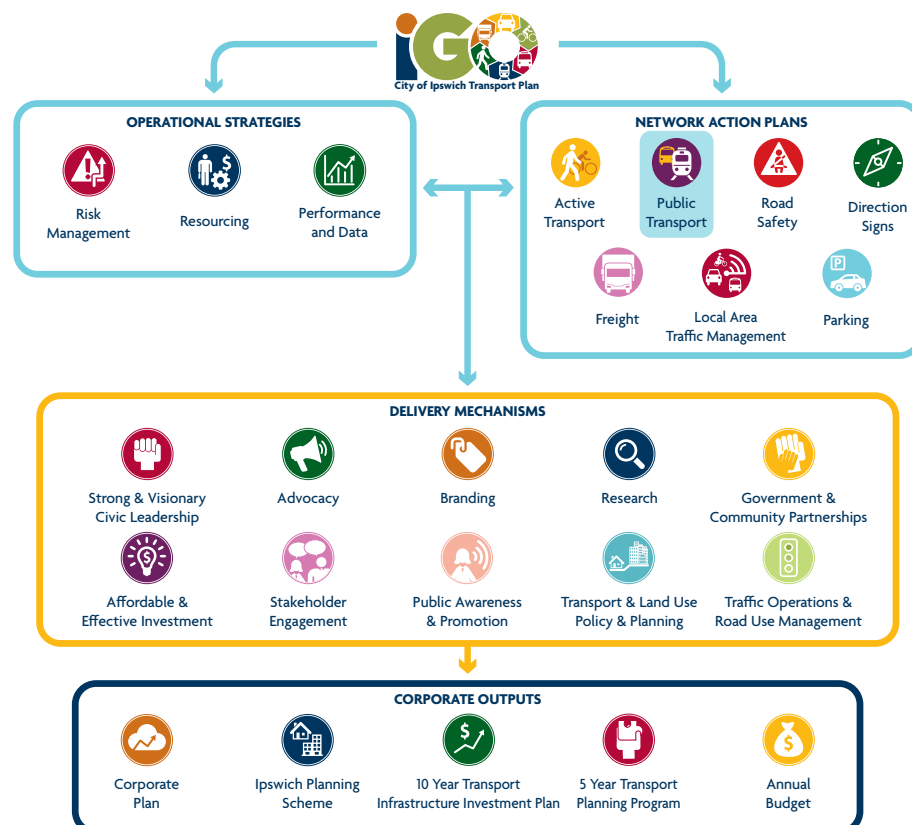 iGO
City of Ipswich Transport Plan
OPERATIONAL STRATEGIES
Risk
Management
Resourcing
Performance
and Data
NETWORK ACTION PLANS
Active
Transport
Public
Transport
Road
Safety
Direction
Signs
Freight
Local Area
Traffic Management
P
Parking
DELIVERY MECHANISMS
Strong & Visionary
Civic Leadership
Advocacy
Branding
Research
Government &
Community Partnerships
Affordable &
Effective Investment
Stakeholder
Engagement
Public Awareness
& Promotion
Transport & Land Use
Policy & Planning
Traffic Operations &
Road Use Management
CORPORATE OUTPUTS
Corporate
Plan
Ipswich Planning
Scheme
10 Year Transport
Infrastructure Investment Plan
5 Year Transport
Planning Program
Annual
Budget